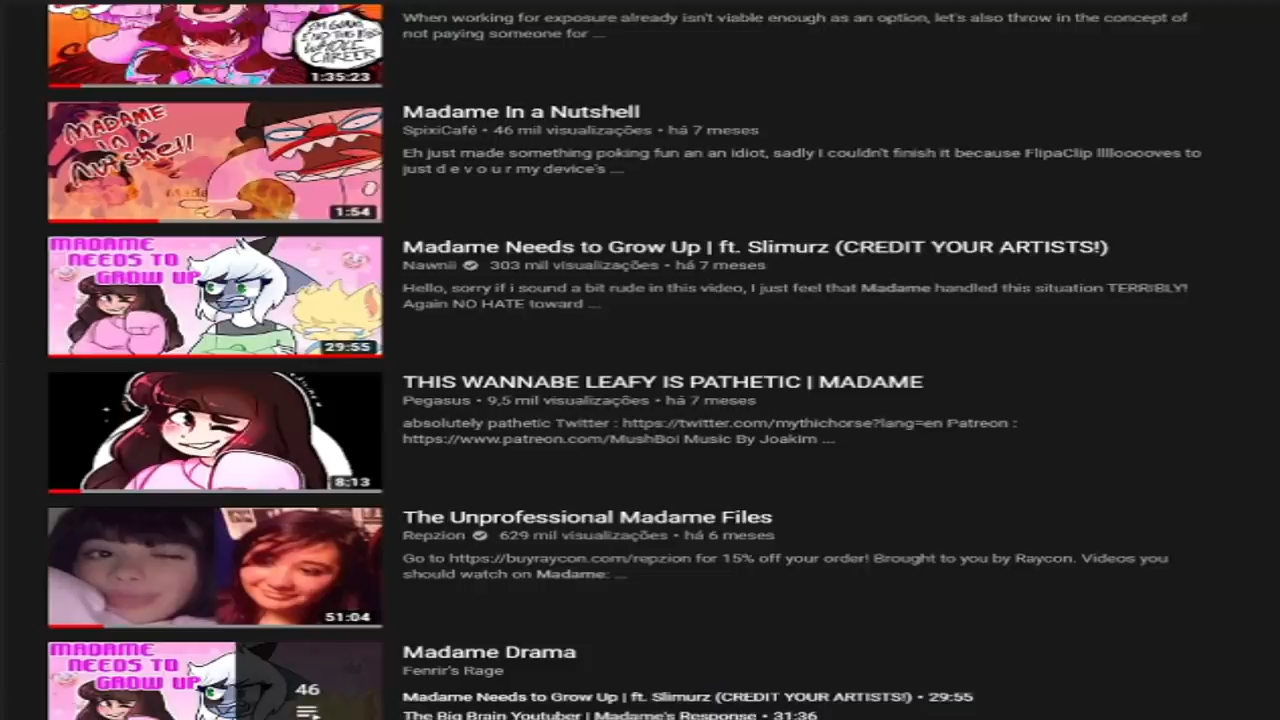 When working for exposure already isn't viable enough as an option, let's also throw in the concept of
not paying someone for ...
WHOLE
CAREER
1:35:23
MADAME
in a
Nutshell
1:54
Madame In a Nutshell
SpixiCafé • 46 mil visualizações • há 7 meses
Eh just made something poking fun an an idiot, sadly I couldn't finish it because FlipaClip lllloooooves to
just d e v o u r my device's ...
MADAME
NEEDS TO
GROW UP
29:55
Madame Needs to Grow Up | ft. Slimurz (CREDIT YOUR ARTISTS!)
Nawnii 303 mil visualizações • há 7 meses
Hello, sorry if i sound a bit rude in this video, I just feel that Madame handled this situation TERRIBLY!
Again NO HATE toward ...
8:13
THIS WANNABE LEAFY IS PATHETIC | MADAME
Pegasus • 9,5 mil visualizações • há 7 meses
absolutely pathetic Twitter : https://twitter.com/mythichorse?lang=en Patreon :
https://www.patreon.com/MushBoi Music By Joakim ...
51:04
The Unprofessional Madame Files
Repzion 629 mil visualizações • há 6 meses
Go to https://buyraycon.com/repzion for 15% off your order! Brought to you by Raycon. Videos you
should watch on Madame: ...
MADAME
NEEDS TO
GROW UP
46
Madame Drama
Fenrir's Rage
Madame Needs to Grow Up | ft. Slimurz (CREDIT YOUR ARTISTS!) • 29:55
The Big Brain Youtuber | Madame's Response • 31:36